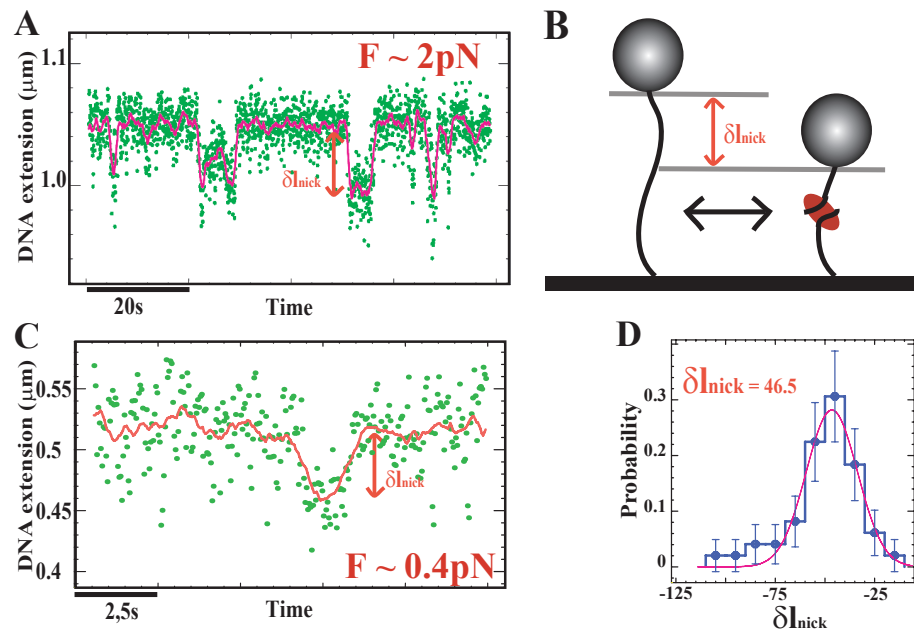 A
F ~ 2pN
DNA extension (µm)
1.1
1.0
δlnick
20s
Time
B
δlnick
C
DNA extension (µm)
0.55
0.5
0.45
0.4
δlnick
F ~ 0.4pN
2,5s
Time
D
δlnick = 46.5
Probability
0.3
0.2
0.1
0
-125
-75
-25
δlnick